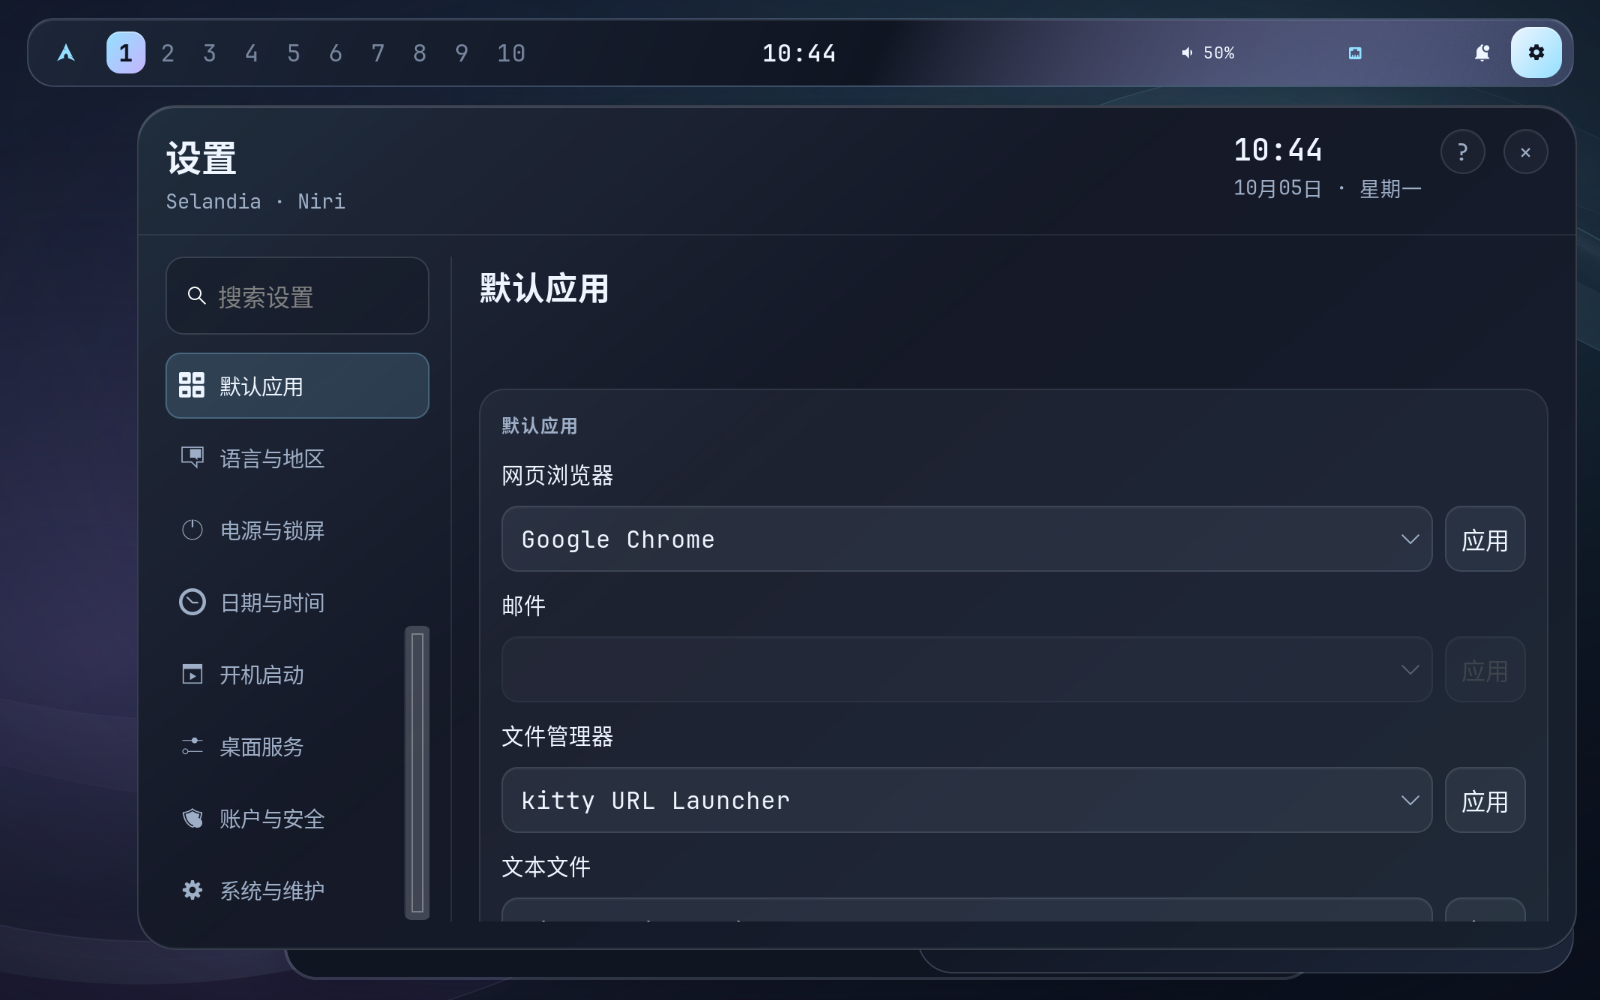 1 2 3 4 5 6 7 8 9 10
10:44
50%
设置
Selandia · Niri
10:44
10月05日 · 星期一
?
×
搜索设置
默认应用
语言与地区
电源与锁屏
日期与时间
开机启动
桌面服务
账户与安全
系统与维护
默认应用
默认应用
网页浏览器
Google Chrome
应用
邮件
应用
文件管理器
kitty URL Launcher
应用
文本文件